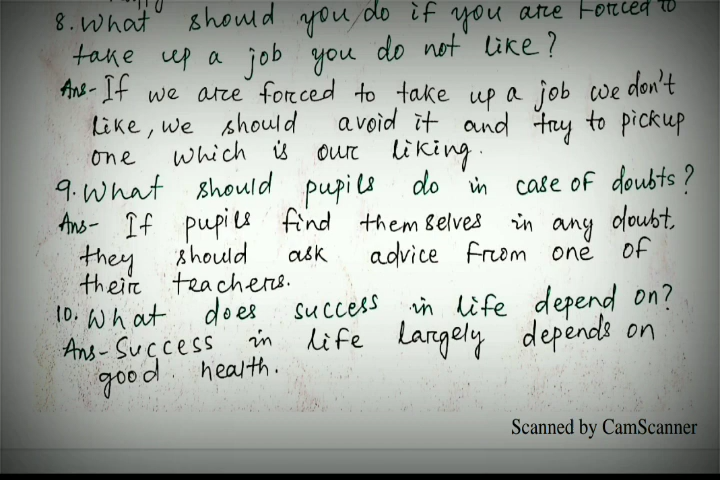 8. What should you do if you are Forced to
take up a job you do not like?
Ans- If we are forced to take up a job we don't
like, we should avoid it and try to pickup
one which is our liking.
9. What should pupils do in case of doubts?
Ans- If pupils find themselves in any doubt,
they should ask advice from one of
their teachers.
10. What does success in life depend on?
Ans- Success in life largely depends on
good health.
Scanned by CamScanner